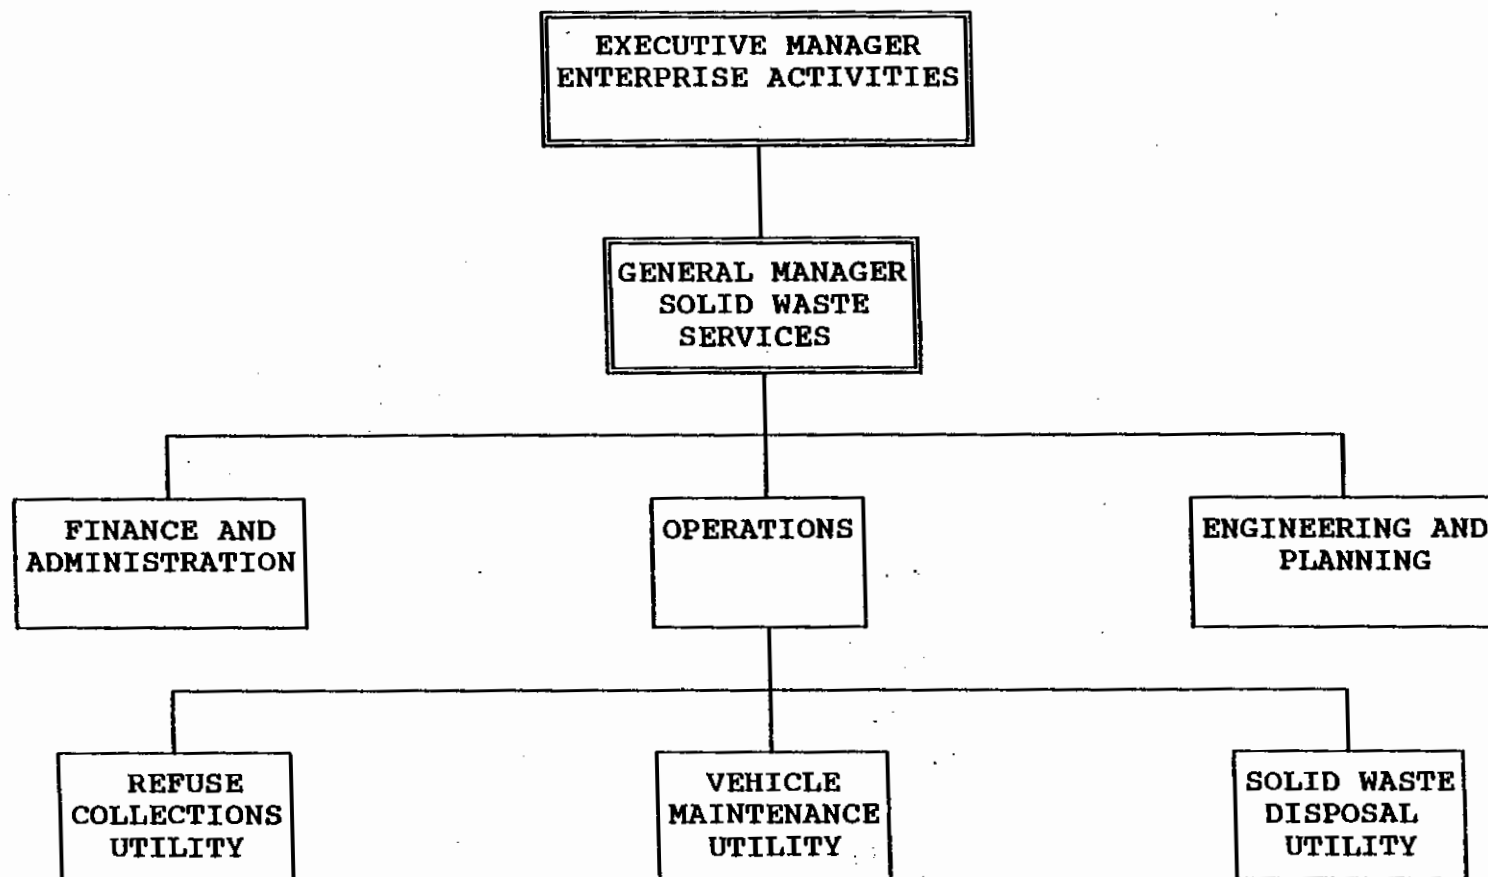 EXECUTIVE MANAGER
ENTERPRISE ACTIVITIES
GENERAL MANAGER
SOLID WASTE
SERVICES
FINANCE AND
ADMINISTRATION
OPERATIONS
ENGINEERING AND
PLANNING
REFUSE
COLLECTIONS
UTILITY
VEHICLE
MAINTENANCE
UTILITY
SOLID WASTE
DISPOSAL
UTILITY